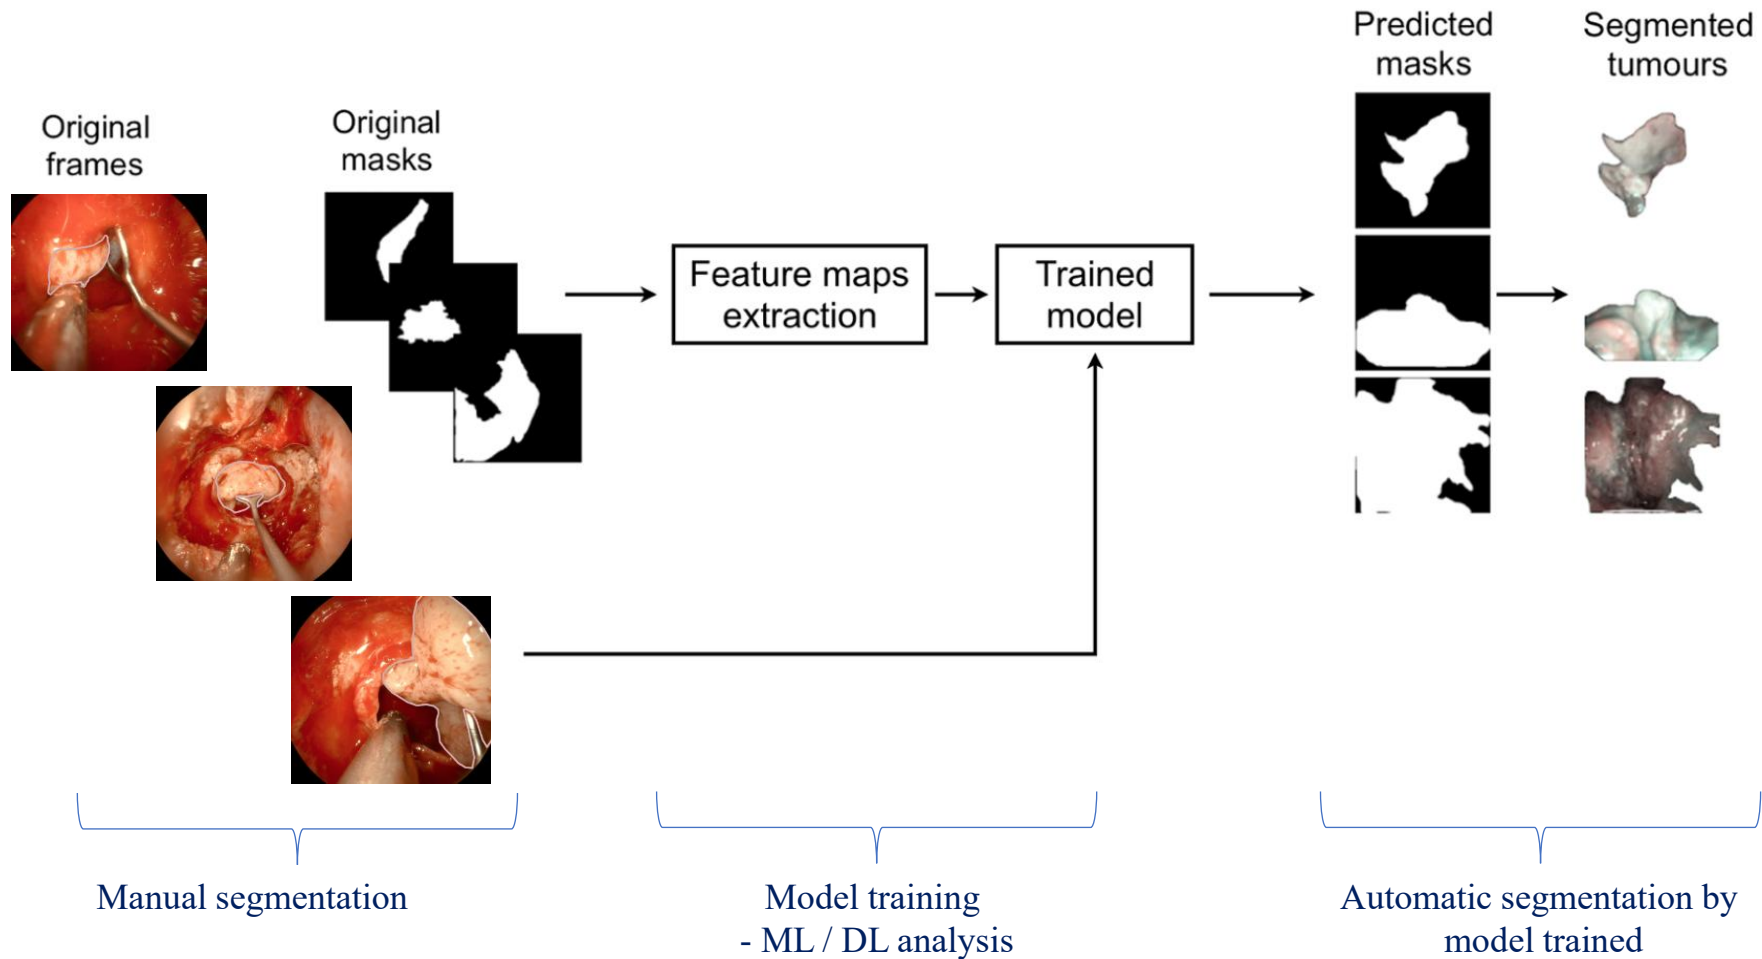 Original
frames
Original
masks
Feature maps
extraction
Trained
model
Predicted
masks
Segmented
tumours
Manual segmentation
Model training
- ML / DL analysis
Automatic segmentation by
model trained